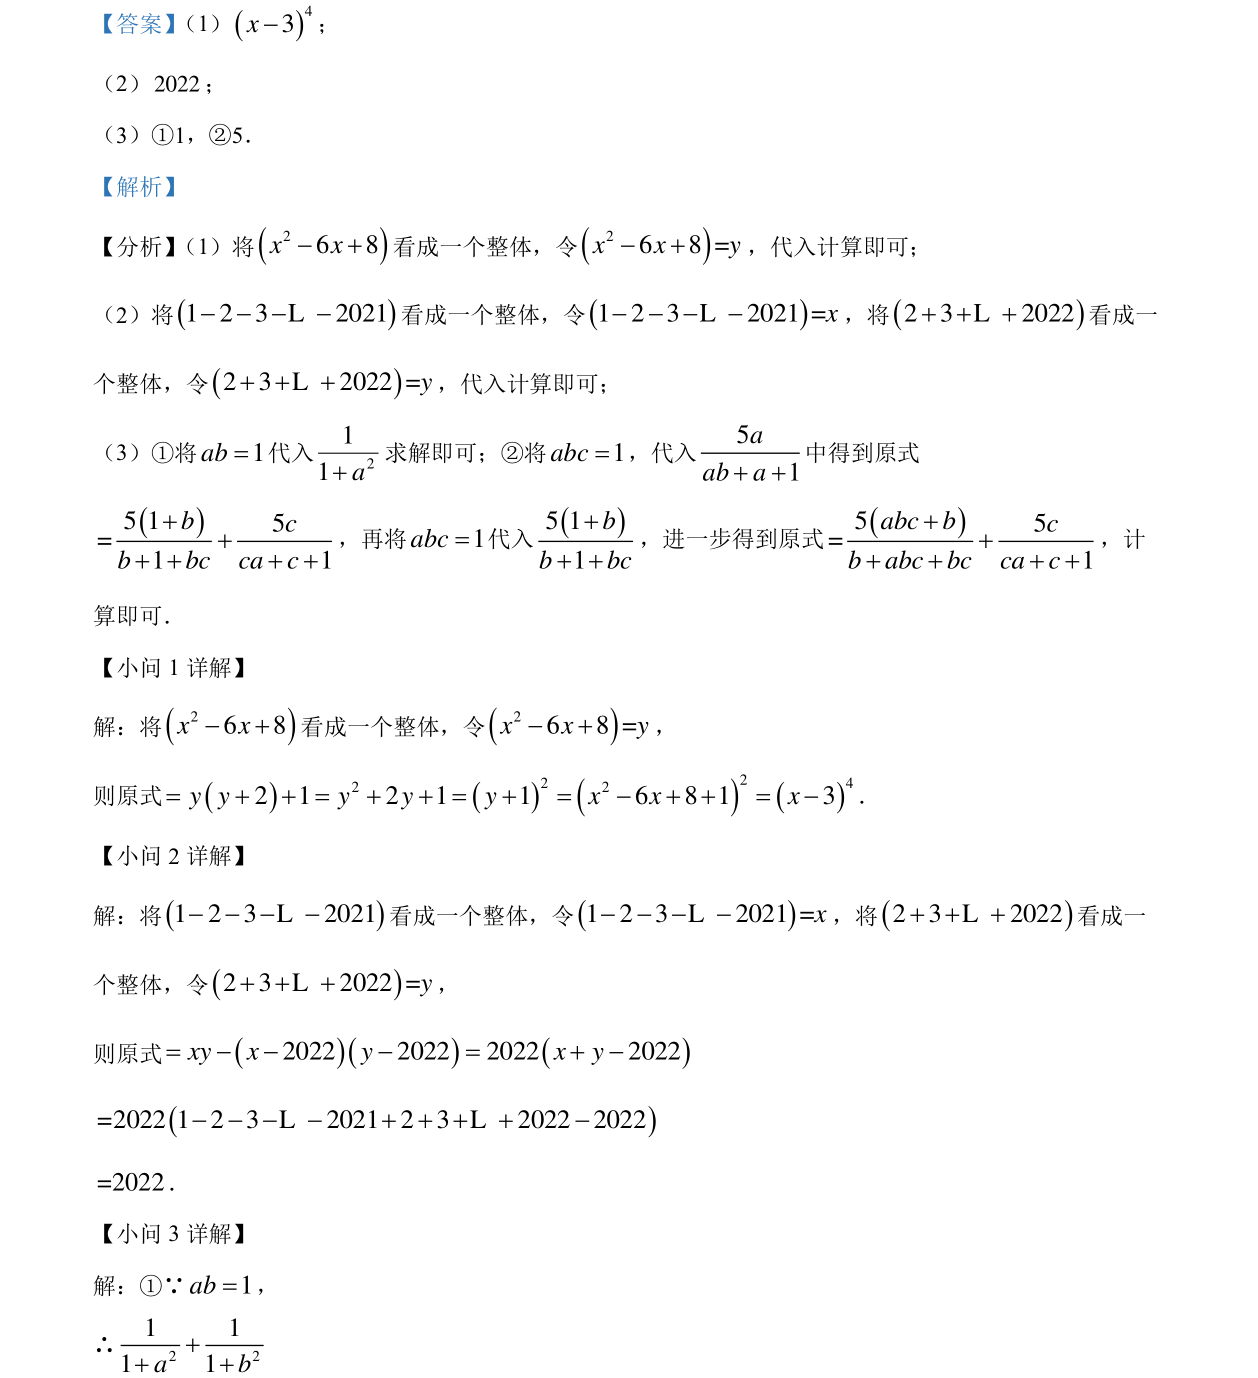 【答案】（1）(x−3)^4；
（2）2022；
（3）①1，②5．
【解析】
【分析】（1）将(x²−6x+8)看成一个整体，令(x²−6x+8)=y，代入计算即可；
（2）将(1−2−3−L −2021)看成一个整体，令(1−2−3−L −2021)=x，将(2+3+L +2022)看成一
个整体，令(2+3+L +2022)=y，代入计算即可；
（3）①将ab=1代入1/(1+a²)求解即可；②将abc=1，代入5a/(ab+a+1)中得到原式
=5(1+b)/(b+1+bc)+5c/(ca+c+1)，再将abc=1代入5(1+b)/(b+1+bc)，进一步得到原式=5(abc+b)/(b+abc+bc)+5c/(ca+c+1)，计
算即可．
【小问1详解】
解：将(x²−6x+8)看成一个整体，令(x²−6x+8)=y，
则原式=y(y+2)+1=y²+2y+1=(y+1)²=(x²−6x+8+1)²=(x−3)^4．
【小问2详解】
解：将(1−2−3−L −2021)看成一个整体，令(1−2−3−L −2021)=x，将(2+3+L +2022)看成一
个整体，令(2+3+L +2022)=y，
则原式=xy−(x−2022)(y−2022)=2022(x+y−2022)
=2022(1−2−3−L −2021+2+3+L +2022−2022)
=2022．
【小问3详解】
解：①∵ab=1，
∴1/(1+a²)+1/(1+b²)